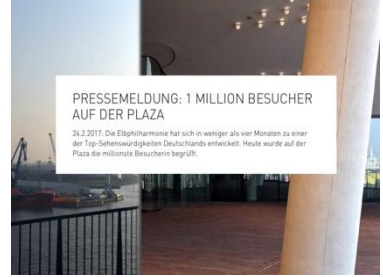 PRESSEMELDUNG: 1 MILLION BESUCHER
AUF DER PLAZA
24.2.2017: Die Elbphilharmonie hat sich in weniger als vier Monaten zu einer
der Top-Sehenswürdigkeiten Deutschlands entwickelt. Heute wurde auf der
Plaza die millionste Besucherin begrüßt.